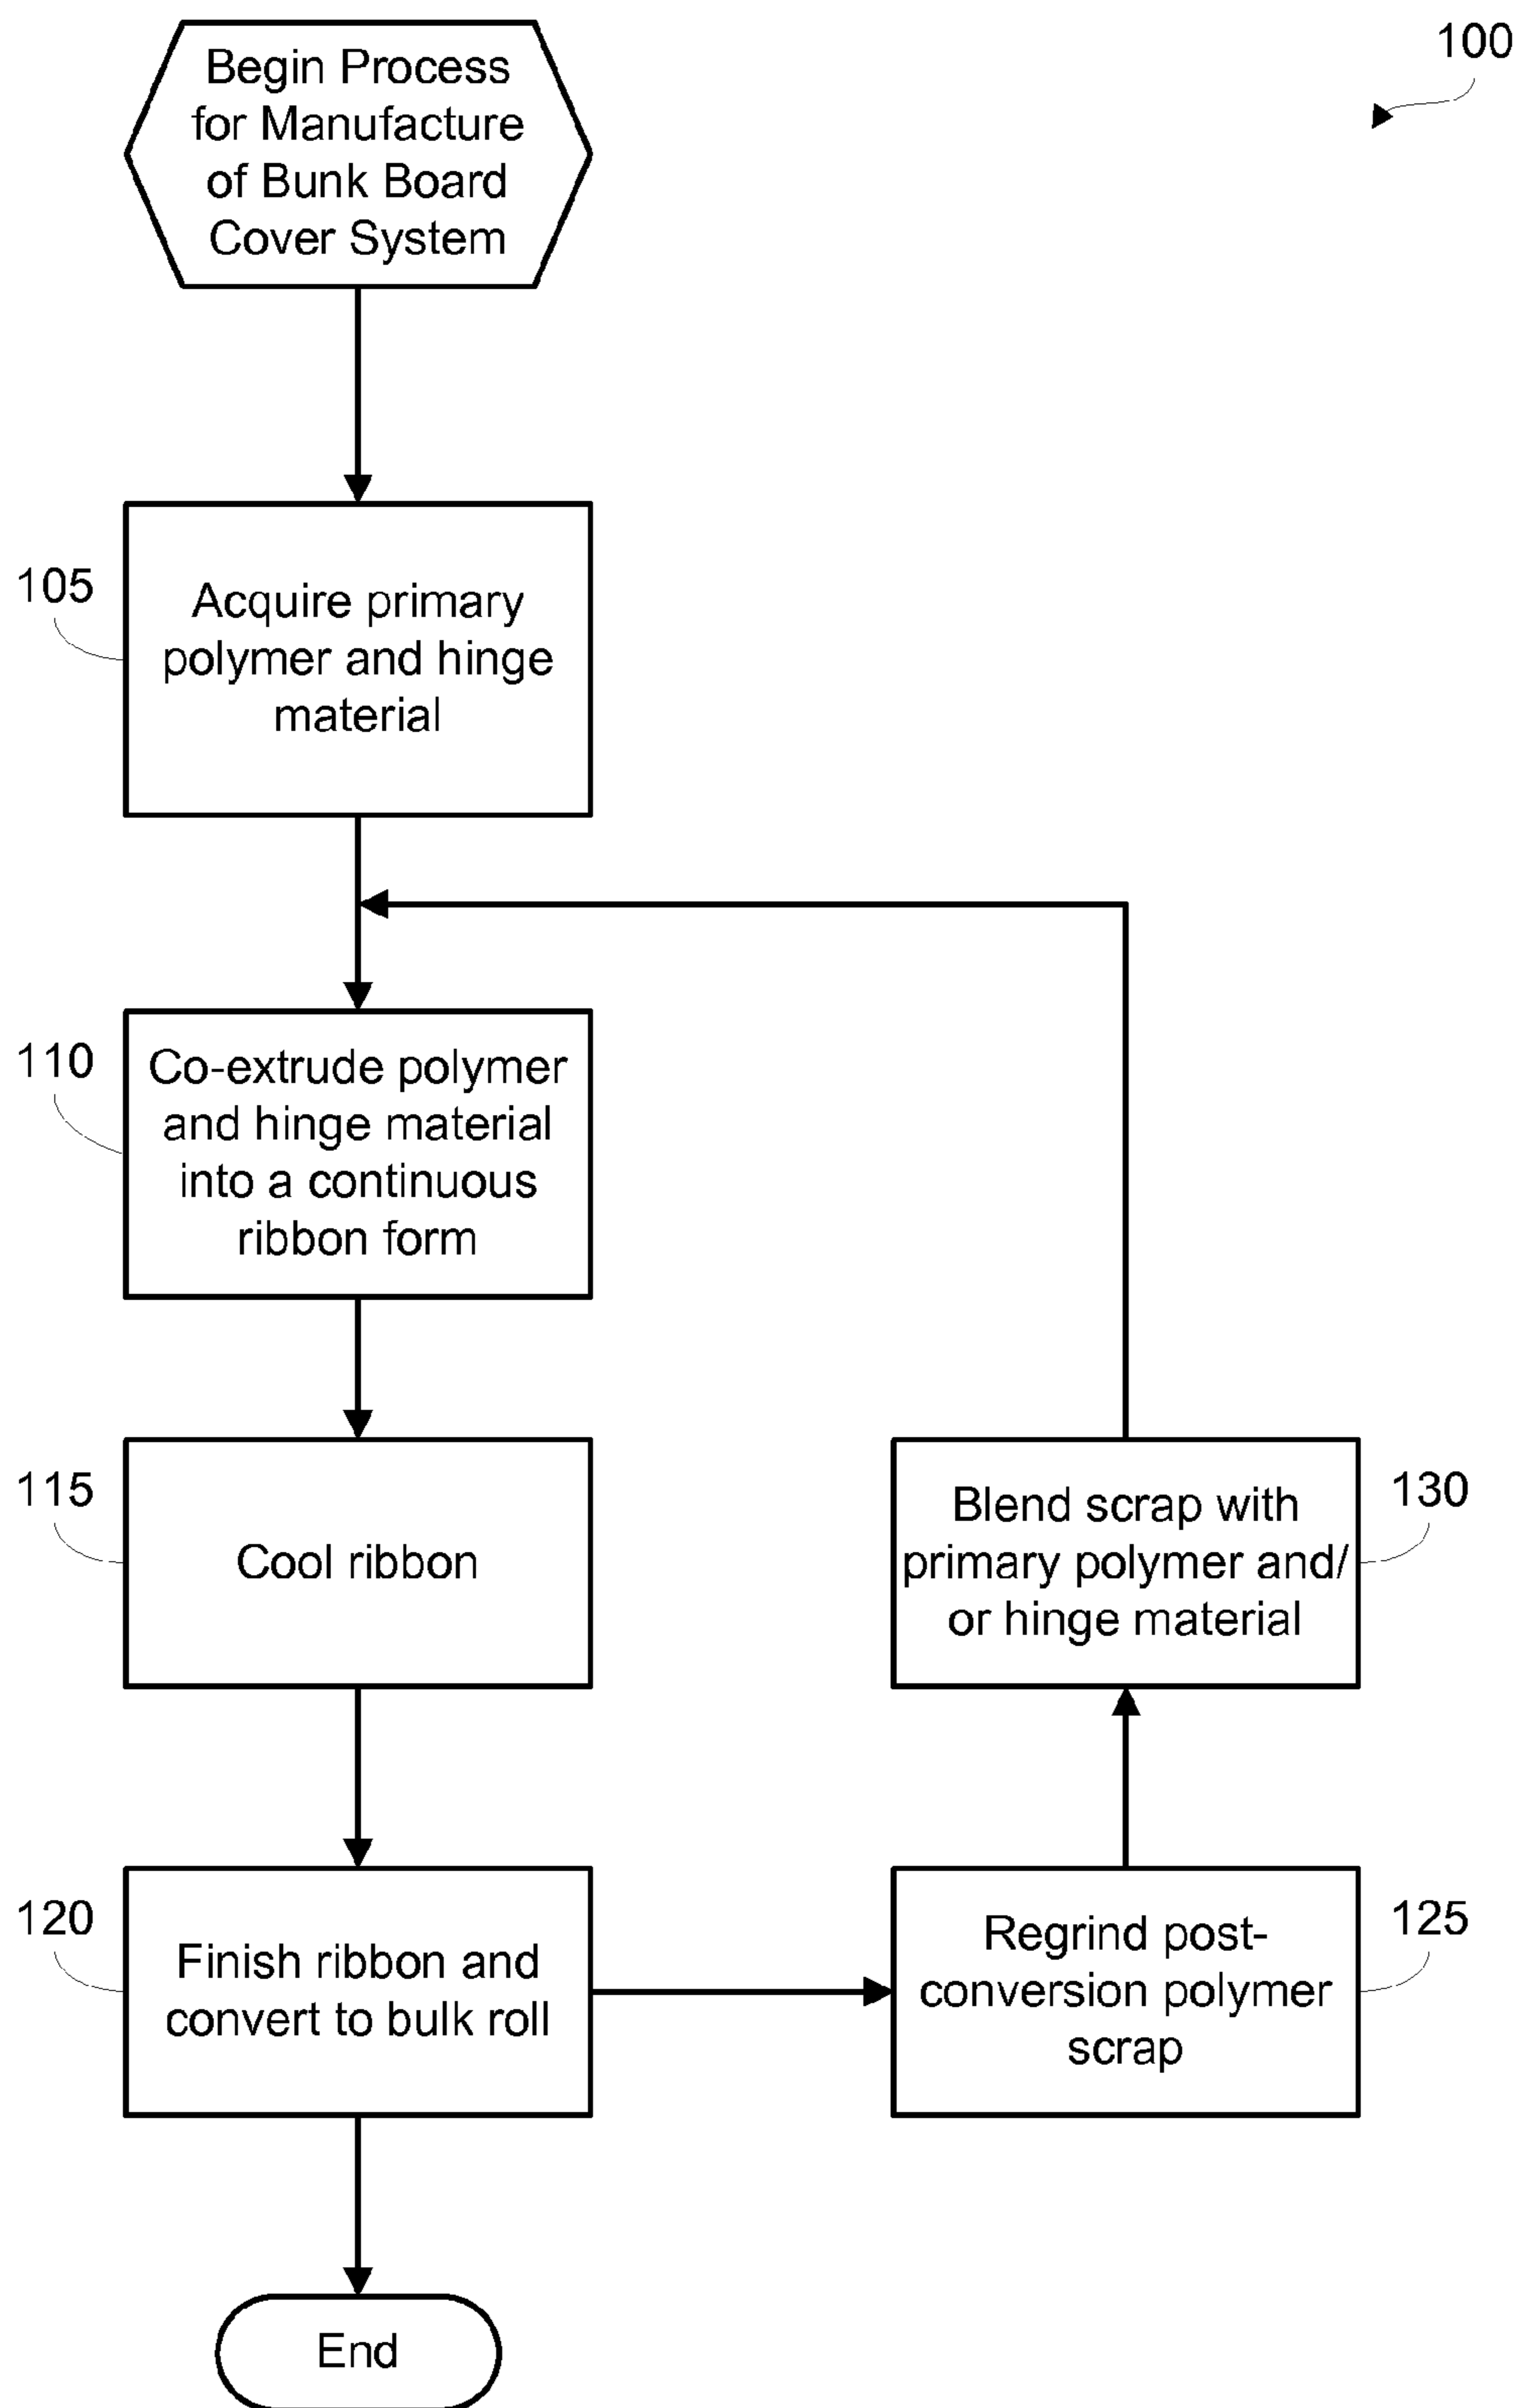 Begin Process
for Manufacture
of Bunk Board
Cover System
100
105
Acquire primary
polymer and hinge
material
110
Co-extrude polymer
and hinge material
into a continuous
ribbon form
115
Cool ribbon
130
Blend scrap with
primary polymer and/
or hinge material
120
Finish ribbon and
convert to bulk roll
125
Regrind post-
conversion polymer
scrap
End